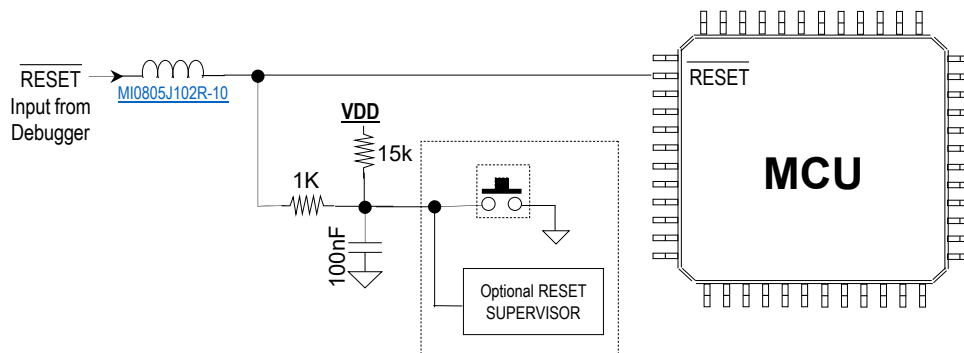 RESET
Input from
Debugger
MI0805J102R-10
VDD
15k
1K
100nF
Optional RESET
SUPERVISOR
RESET
MCU